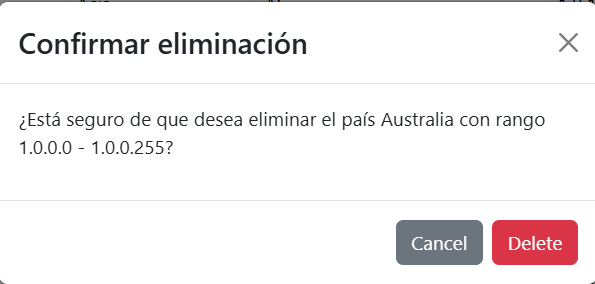 Confirmar eliminación
¿Está seguro de que desea eliminar el país Australia con rango
1.0.0.0 - 1.0.0.255?
Cancel
Delete